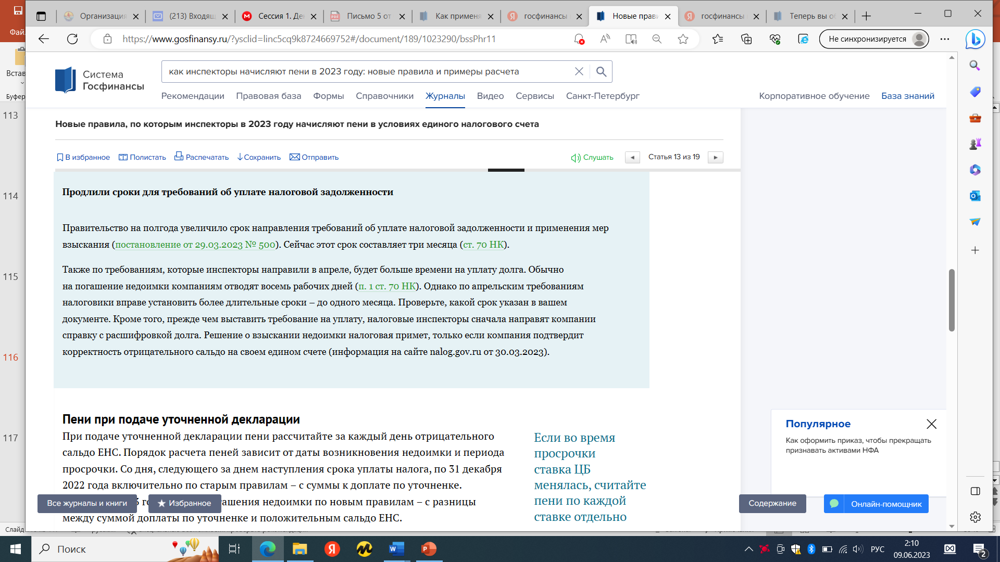 Файл
Встав
Буфер
113
114
115
116
117
Организация
(213) Входящ
Сессия 1. Де
Письмо 5 от
Как применя
госфинансы
Новые прави
госфинансы
Теперь вы о
https://www.gosfinansy.ru/?ysclid=linc5cq9k8724669752#/document/189/1023290/bssPhr11
Не синхронизируется
Система
Госфинансы
как инспекторы начисляют пени в 2023 году: новые правила и примеры расчета
Рекомендации Правовая база Формы Справочники Журналы Видео Сервисы Санкт-Петербург Корпоративное обучение База знаний
Новые правила, по которым инспекторы в 2023 году начисляют пени в условиях единого налогового счета
В избранное Полистать Распечатать Сохранить Отправить Слушать Статья 13 из 19
Продлили сроки для требований об уплате налоговой задолженности
Правительство на полгода увеличило срок направления требований об уплате налоговой задолженности и применения мер
взыскания (постановление от 29.03.2023 № 500). Сейчас этот срок составляет три месяца (ст. 70 НК).
Также по требованиям, которые инспекторы направили в апреле, будет больше времени на уплату долга. Обычно
на погашение недоимки компаниям отводят восемь рабочих дней (п. 1 ст. 70 НК). Однако по апрельским требованиям
налоговики вправе установить более длительные сроки – до одного месяца. Проверьте, какой срок указан в вашем
документе. Кроме того, прежде чем выставить требование на уплату, налоговые инспекторы сначала направят компании
справку с расшифровкой долга. Решение о взыскании недоимки налоговая примет, только если компания подтвердит
корректность отрицательного сальдо на своем едином счете (информация на сайте nalog.gov.ru от 30.03.2023).
Пени при подаче уточненной декларации
При подаче уточненной декларации пени рассчитайте за каждый день отрицательного
сальдо ЕНС. Порядок расчета пеней зависит от даты возникновения недоимки и периода
просрочки. Со дня, следующего за днем наступления срока уплаты налога, по 31 декабря
2022 года включительно по старым правилам – с суммы к доплате по уточненке.
недоимки по новым правилам – с разницы
между суммой доплаты по уточненке и положительным сальдо ЕНС.
Если во время
просрочки
ставка ЦБ
менялась, считайте
пени по каждой
ставке отдельно
Популярное
Как оформить приказ, чтобы прекращать
признавать активами НФА
Все журналы и книги
Избранное
Содержание
Онлайн-помощник
Слайд
Поиск
РУС
2:10
09.06.2023
2